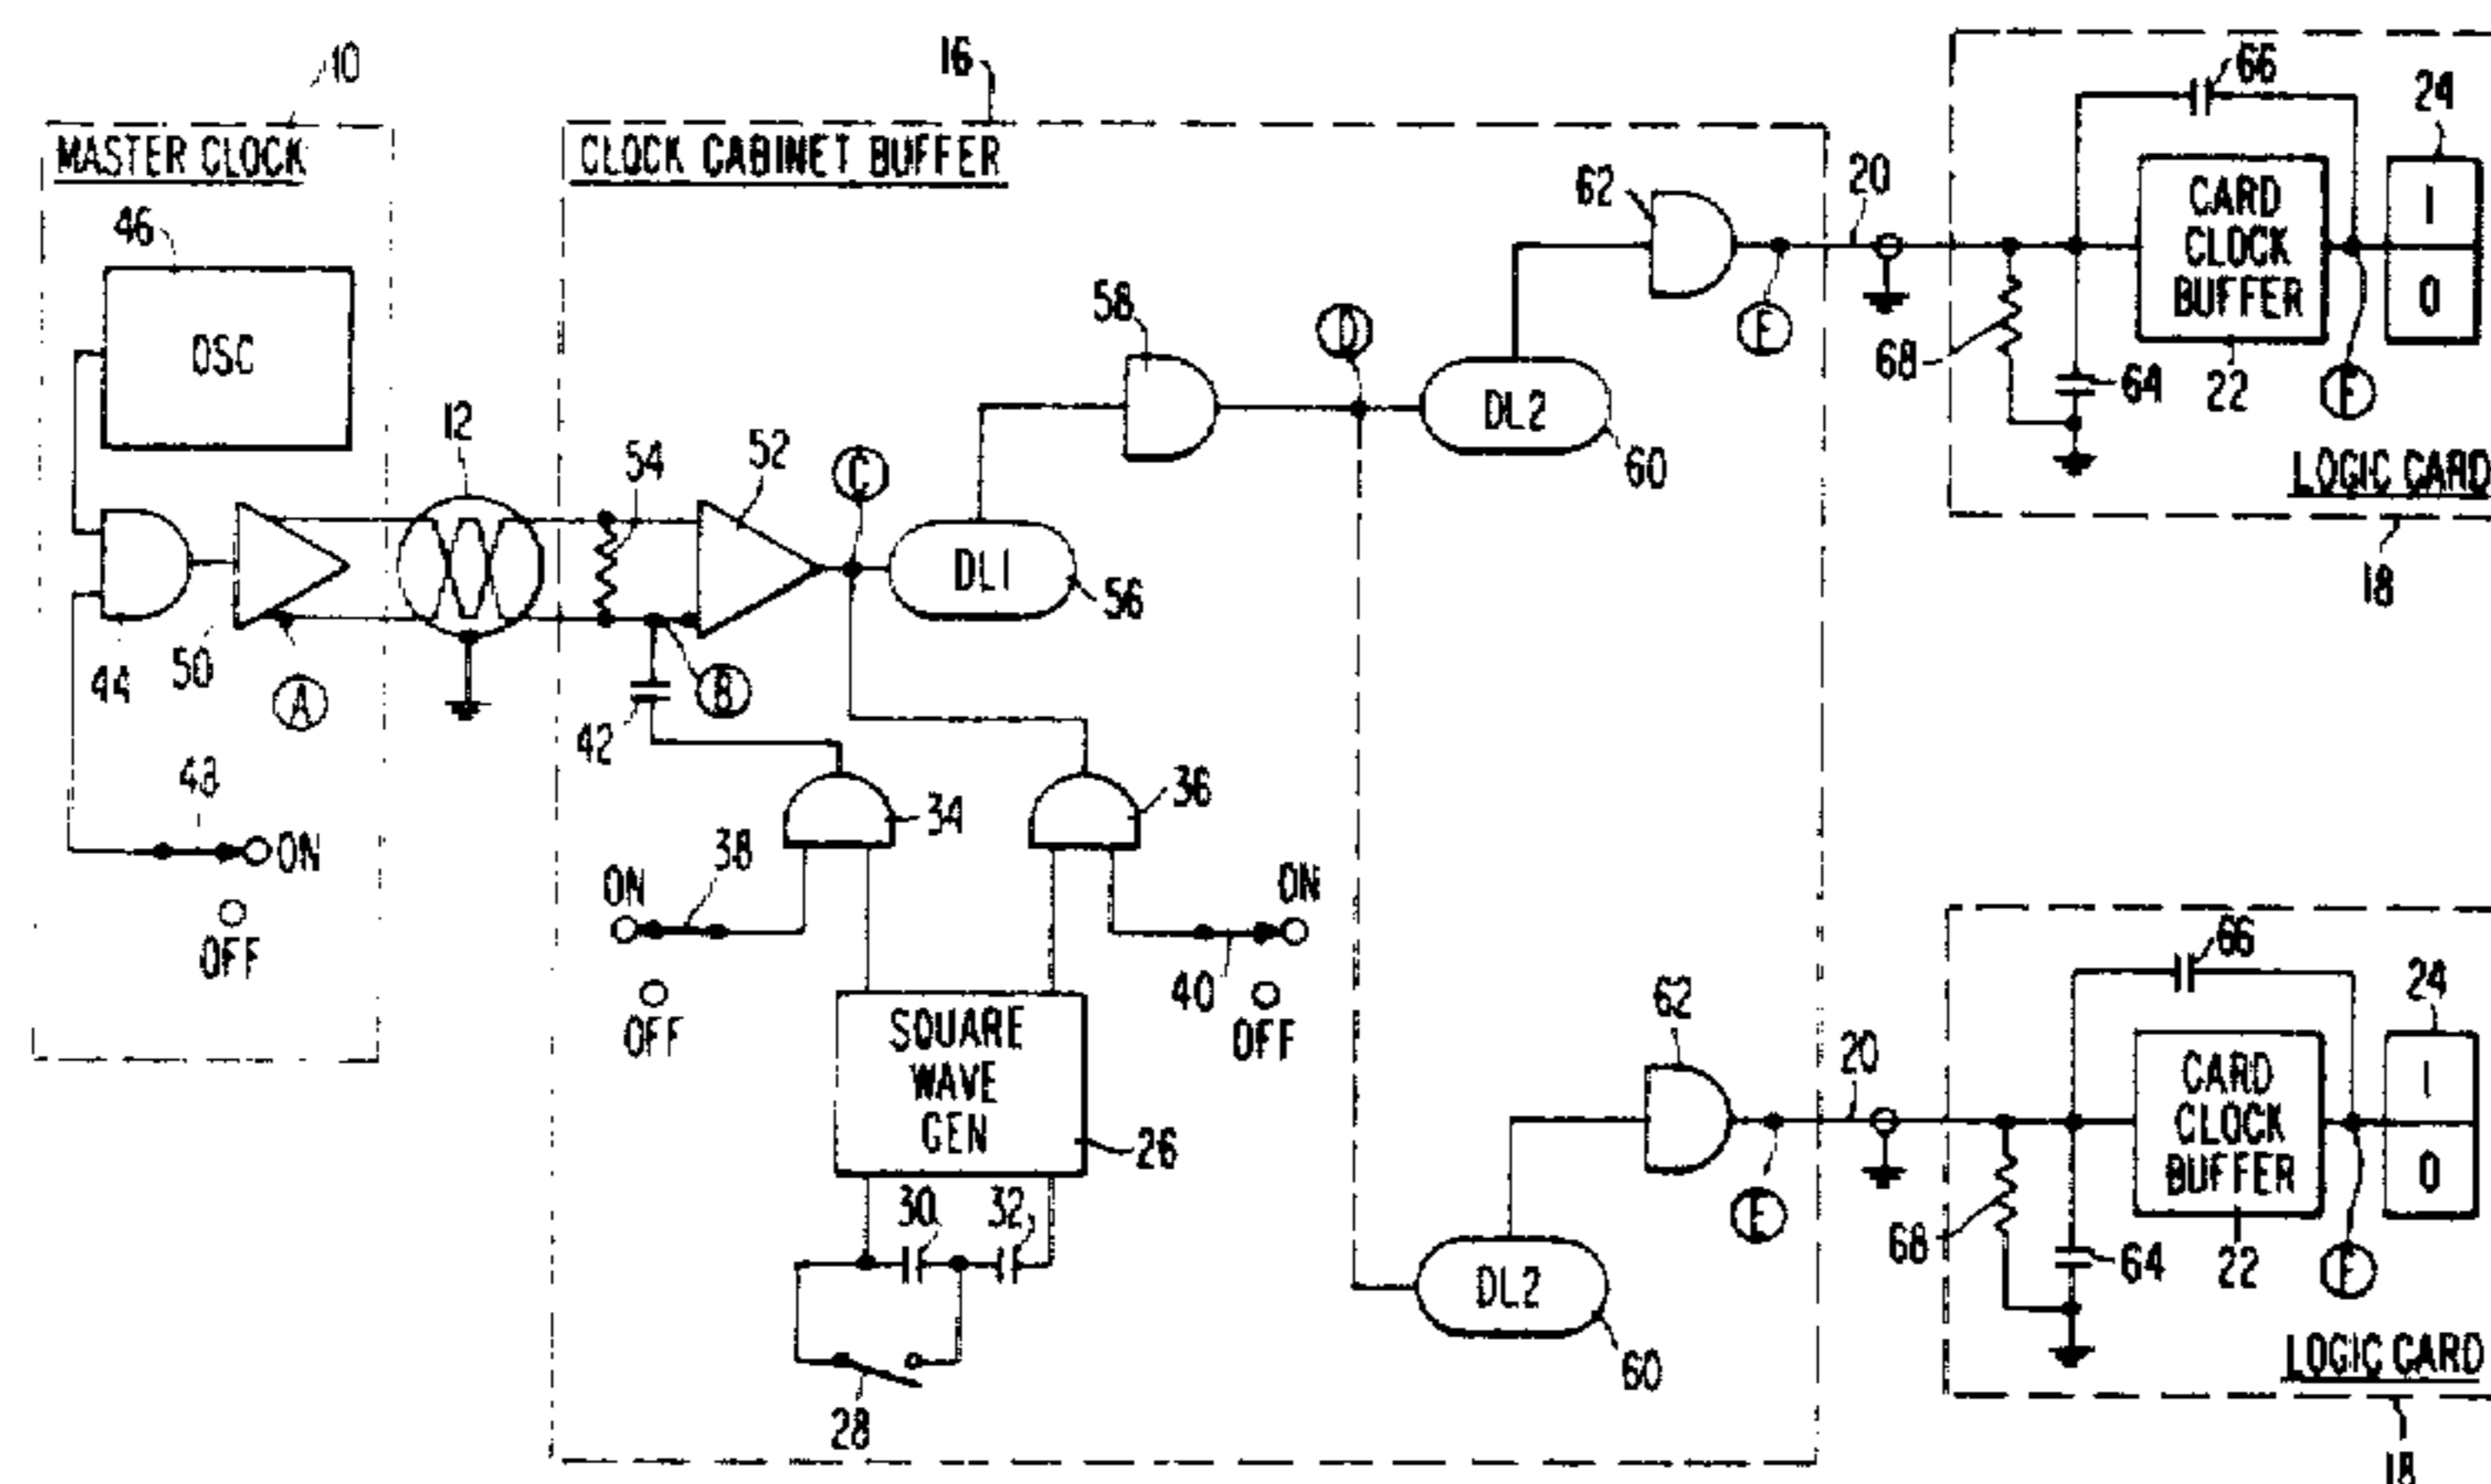 10
MASTER CLOCK
46
OSC
44
50
A
48
ON
OFF
12
16
CLOCK CABINET BUFFER
54
52
C
DL1
56
B
42
34
36
ON
38
OFF
ON
40
OFF
SQUARE
WAVE
GEN
26
30
32
28
58
D
DL2
60
62
E
20
66
24
CARD
CLOCK
BUFFER
1
0
68
64
22
F
LOGIC CARD
18
DL2
60
62
E
20
66
24
CARD
CLOCK
BUFFER
1
0
68
64
22
F
LOGIC CARD
18